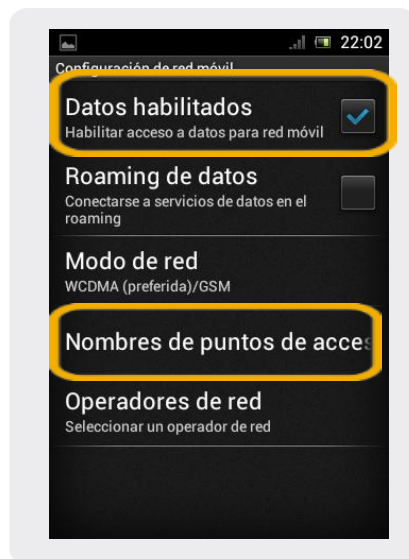 22:02
Configuración de red móvil
Datos habilitados
Habilitar acceso a datos para red móvil
Roaming de datos
Conectarse a servicios de datos en el
roaming
Modo de red
WCDMA (preferida)/GSM
Nombres de puntos de acces
Operadores de red
Seleccionar un operador de red